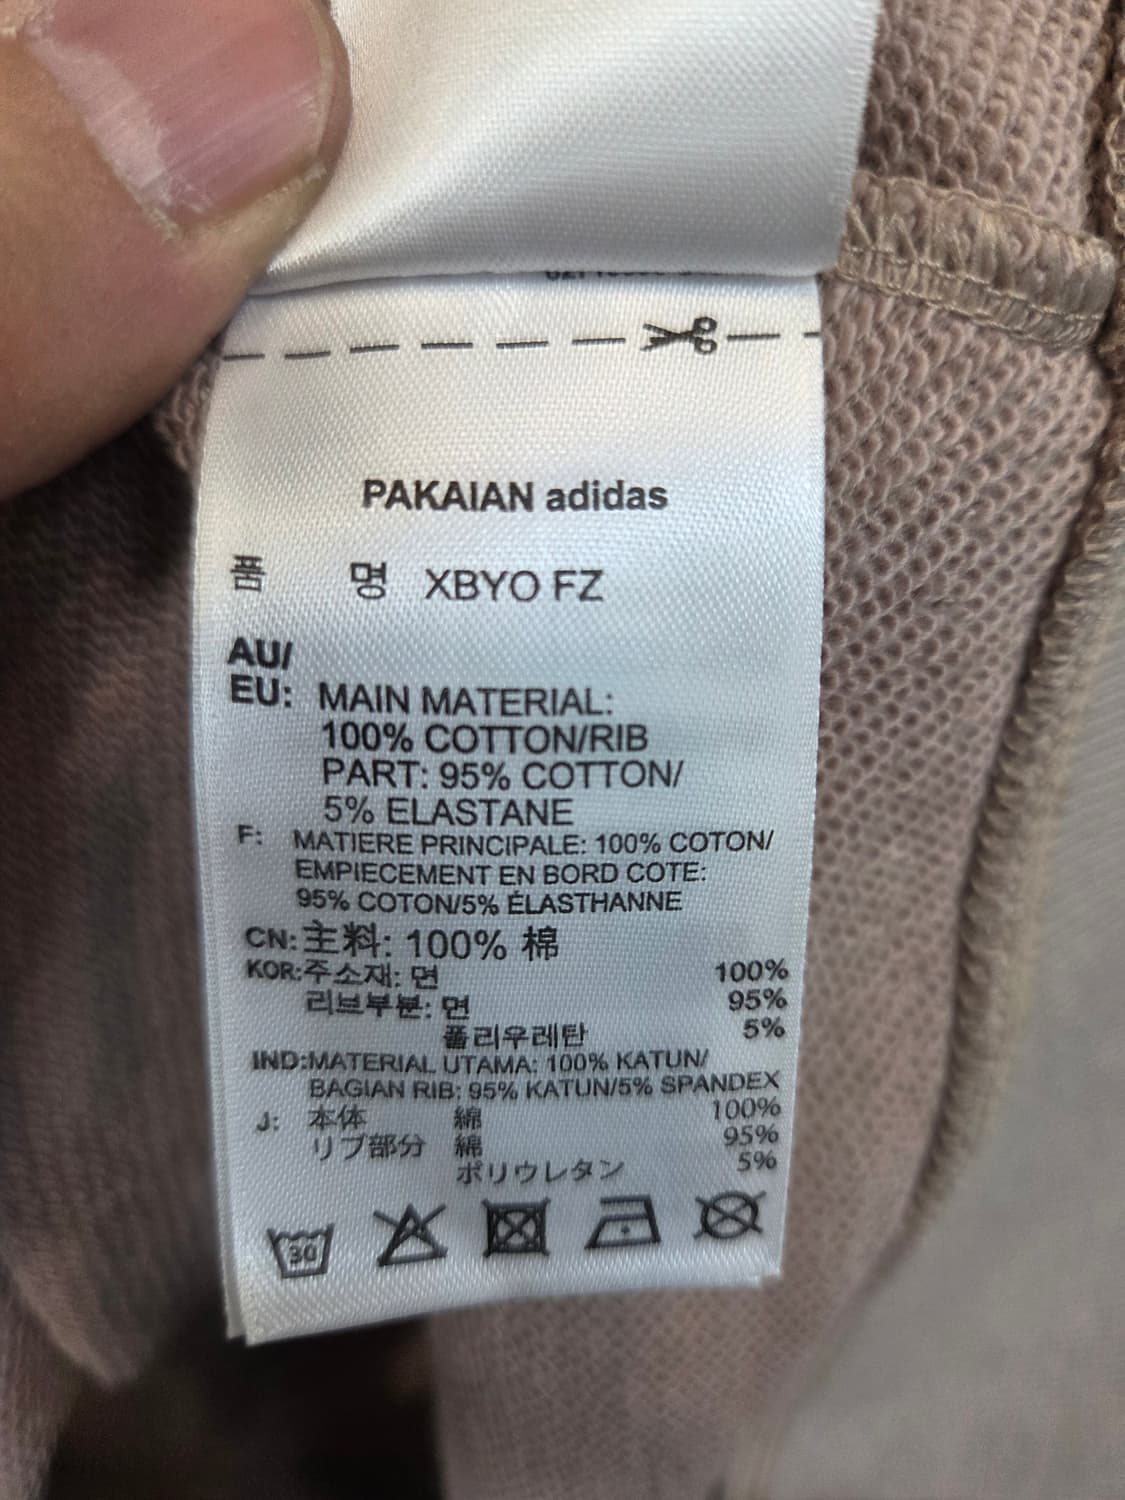 PAKAIAN adidas
품 명 XBYO FZ
AU/
EU: MAIN MATERIAL:
100% COTTON/RIB
PART: 95% COTTON/
5% ELASTANE
F: MATIERE PRINCIPALE: 100% COTON/
EMPIECEMENT EN BORD COTE:
95% COTON/5% ÉLASTHANNE
CN: 主料: 100% 棉
KOR: 주소재: 면 100%
리브부분: 면 95%
폴리우레탄 5%
IND: MATERIAL UTAMA: 100% KATUN/
BAGIAN RIB: 95% KATUN/5% SPANDEX
J: 本体 綿 100%
リブ部分 綿 95%
ポリウレタン 5%
30